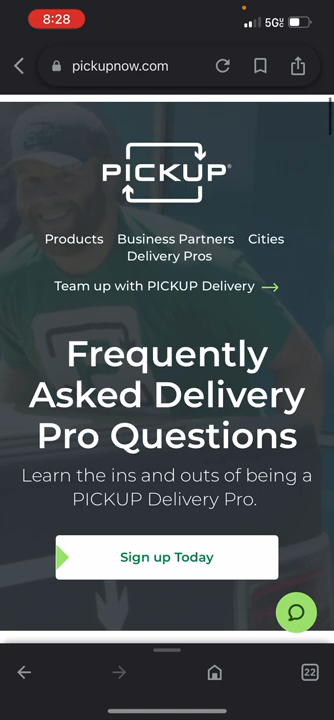 8:28
5G
pickupnow.com
PICKUP®
Products Business Partners Cities
Delivery Pros
Team up with PICKUP Delivery →
Frequently
Asked Delivery
Pro Questions
Learn the ins and outs of being a
PICKUP Delivery Pro.
Sign up Today
22